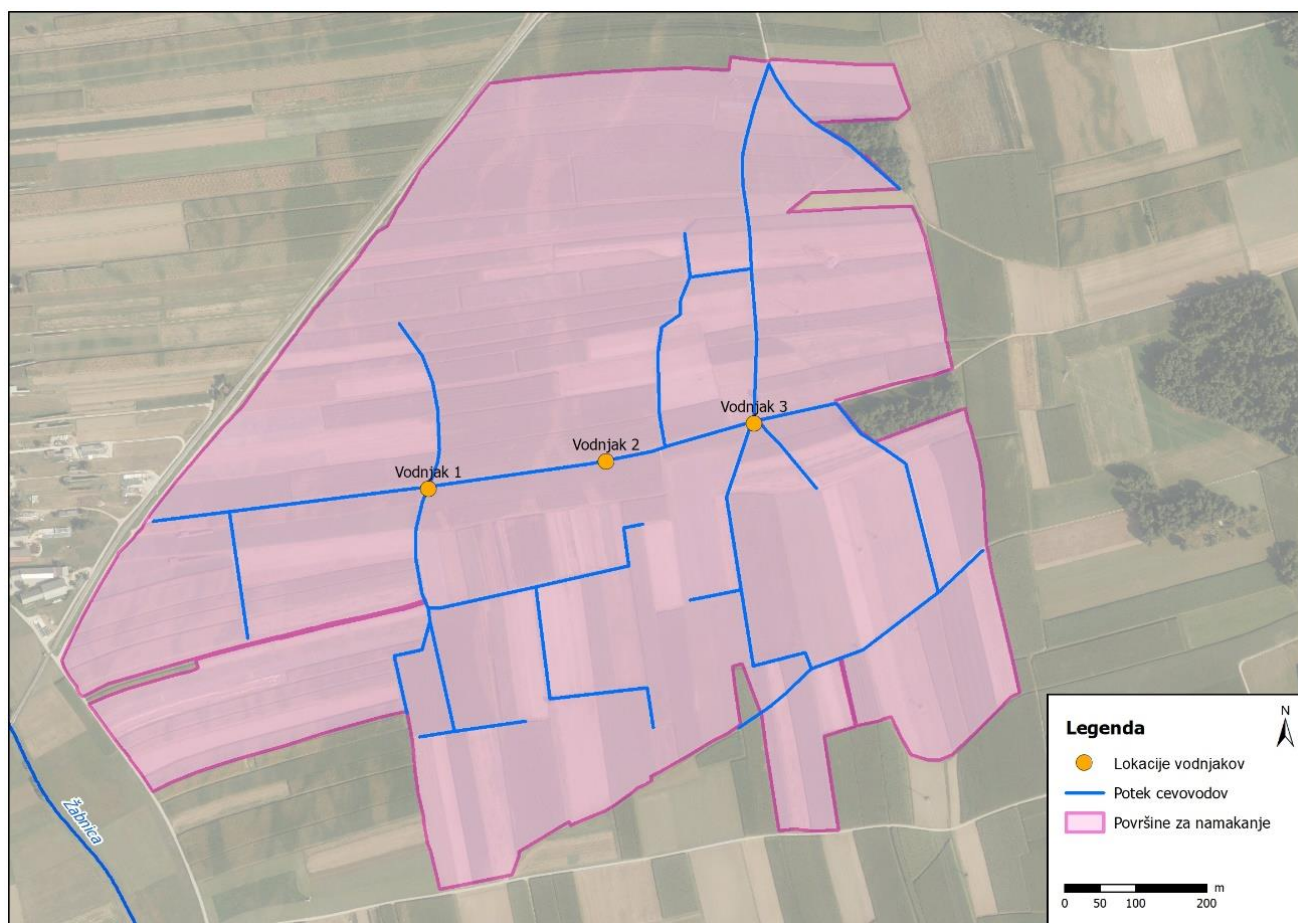 Vodnjak 3
Vodnjak 2
Vodnjak 1
Žabnica
Legenda
N
Lokacije vodnjakov
Potek cevovodov
Površine za namakanje
0 50 100 200 m